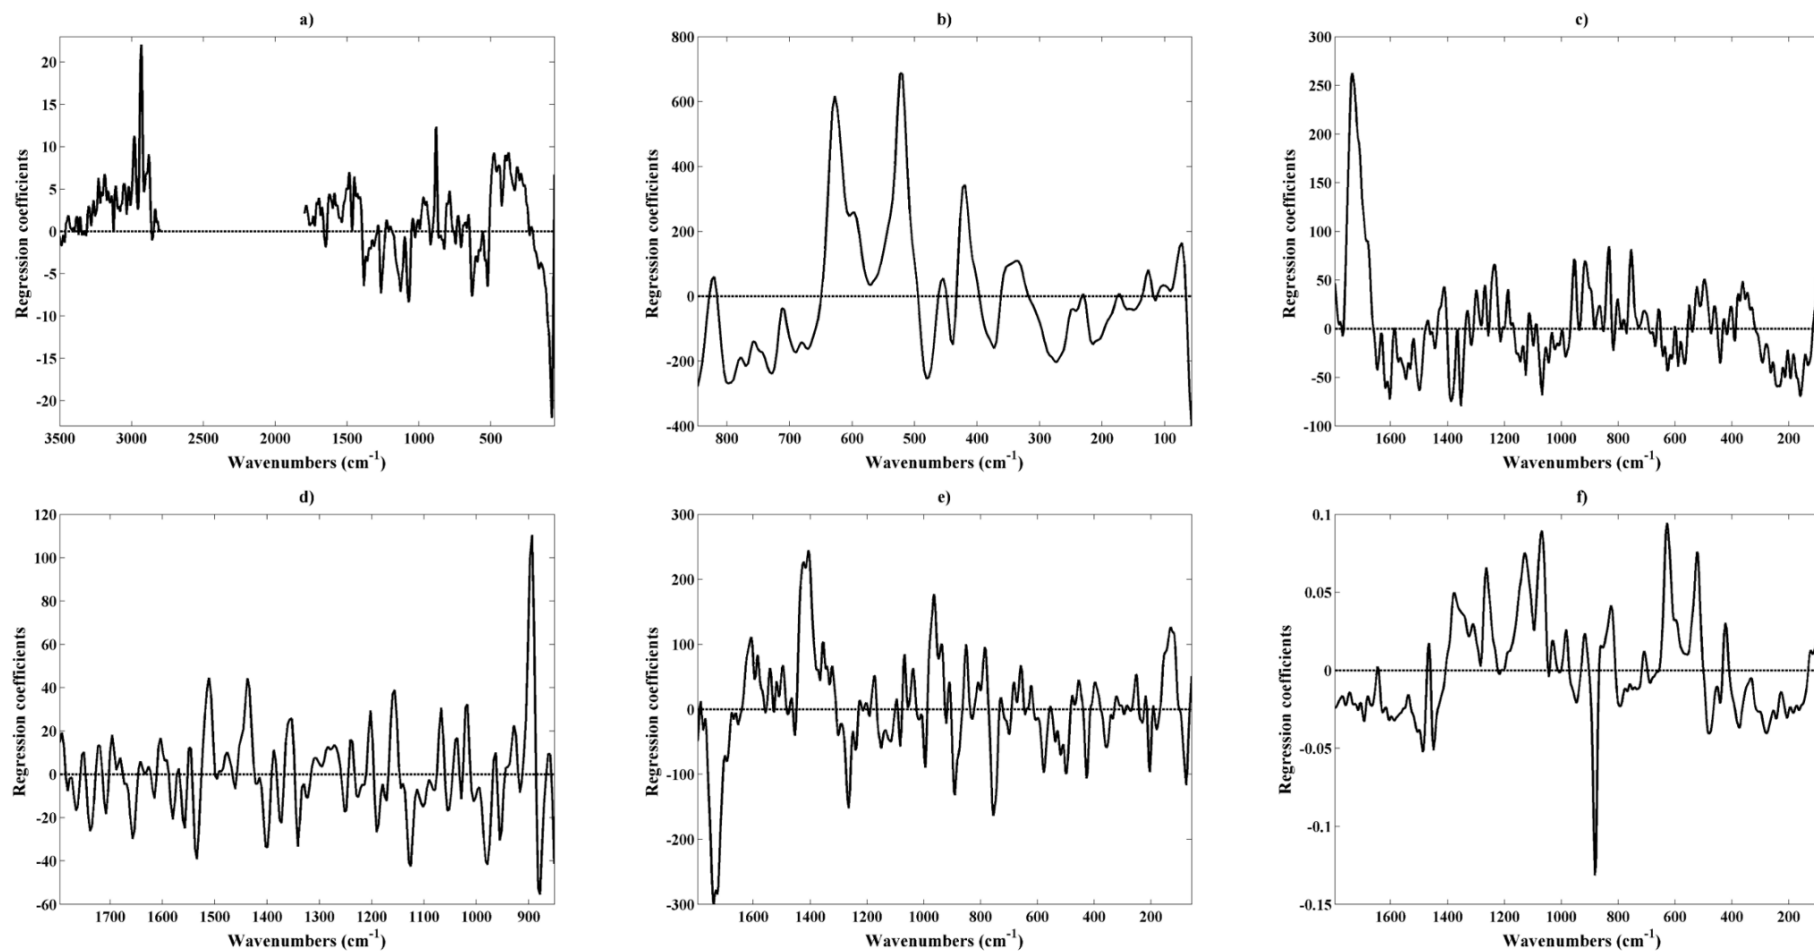 a)
Regression coefficients
20
15
10
5
0
-5
-10
-15
-20
3500 3000 2500 2000 1500 1000 500
Wavenumbers (cm⁻¹)
b)
Regression coefficients
800
600
400
200
0
-200
-400
800 700 600 500 400 300 200 100
Wavenumbers (cm⁻¹)
c)
Regression coefficients
300
250
200
150
100
50
0
-50
-100
1600 1400 1200 1000 800 600 400 200
Wavenumbers (cm⁻¹)
d)
Regression coefficients
120
100
80
60
40
20
0
-20
-40
-60
1700 1600 1500 1400 1300 1200 1100 1000 900
Wavenumbers (cm⁻¹)
e)
Regression coefficients
300
200
100
0
-100
-200
-300
1600 1400 1200 1000 800 600 400 200
Wavenumbers (cm⁻¹)
f)
Regression coefficients
0.1
0.05
0
-0.05
-0.1
-0.15
1600 1400 1200 1000 800 600 400 200
Wavenumbers (cm⁻¹)